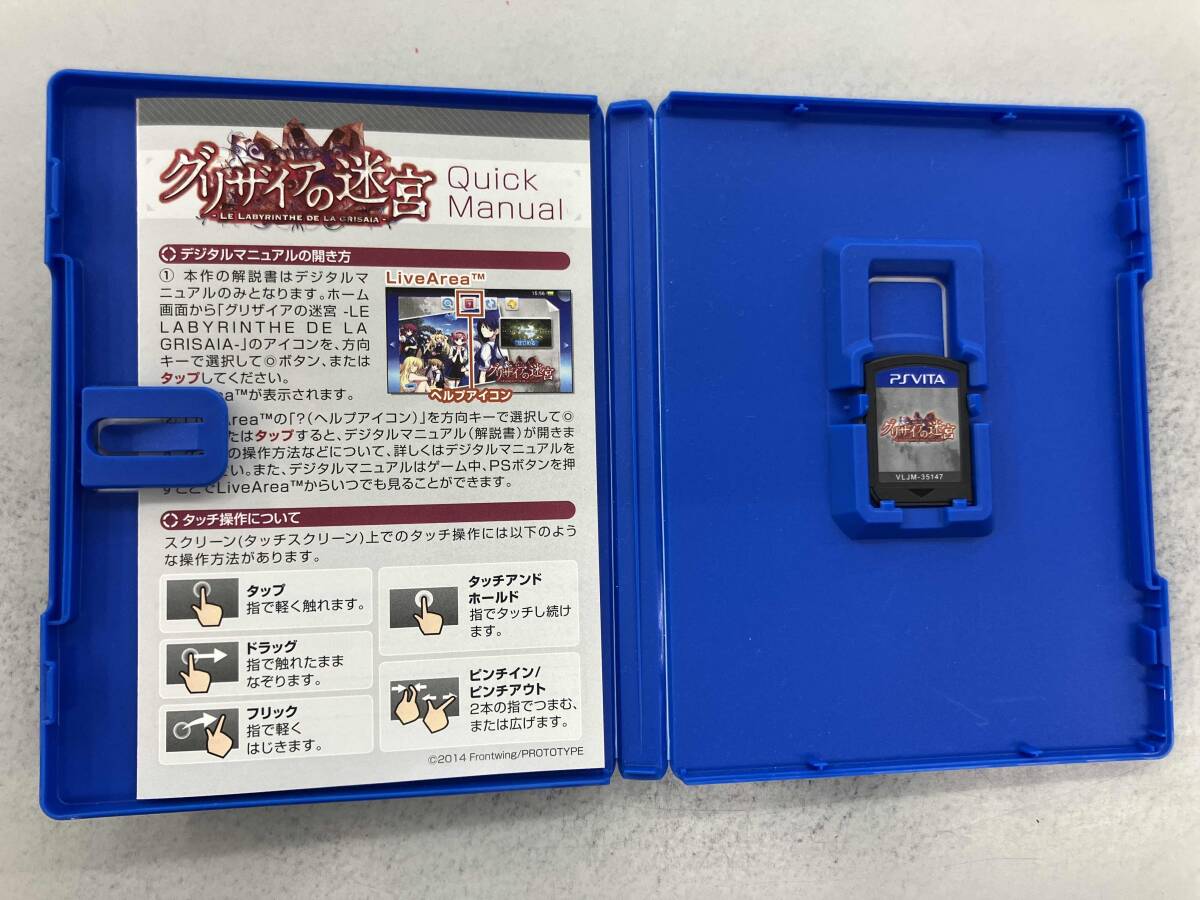 グリザイアの迷宮
-LE LABYRINTHE DE LA GRISAIA-
Quick
Manual
デジタルマニュアルの開き方
① 本作の解説書はデジタルマ
ニュアルのみとなります。ホーム
画面から「グリザイアの迷宮 -LE
LABYRINTHE DE LA
GRISAIA-」のアイコンを、方向
キーで選択して◎ボタン、または
タップしてください。
ea™が表示されます。
LiveArea™
15:56
はじめる
グリザイアの迷宮
ヘルプアイコン
Areaの「?(ヘルプアイコン)」を方向キーで選択して◎
たはタップすると、デジタルマニュアル(解説書)が開きま
の操作方法などについて、詳しくはデジタルマニュアルを
い。また、デジタルマニュアルはゲーム中、PSボタンを押
すことでLiveArea™からいつでも見ることができます。
タッチ操作について
スクリーン(タッチスクリーン)上でのタッチ操作には以下のよう
な操作方法があります。
タップ
指で軽く触れます。
ドラッグ
指で触れたまま
なぞります。
フリック
指で軽く
はじきます。
タッチアンド
ホールド
指でタッチし続け
ます。
ピンチイン/
ピンチアウト
2本の指でつまむ、
または広げます。
©2014 Frontwing/PROTOTYPE
PSVITA
グリザイアの迷宮
VLJM-35147